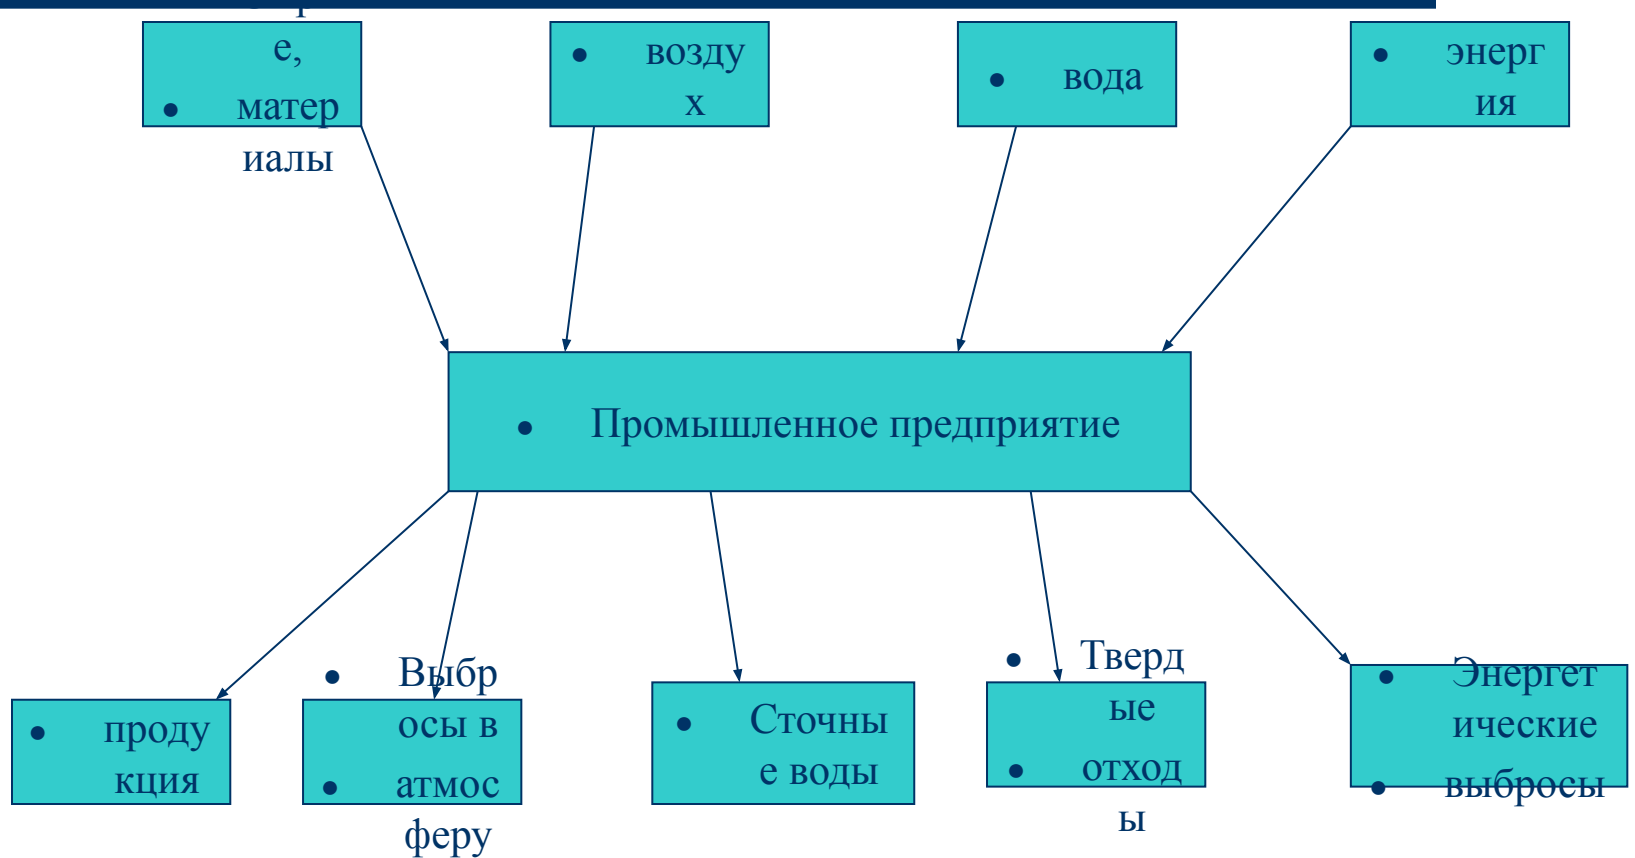 е,
• матер
иалы
• возду
х
• вода
• энерг
ия
• Промышленное предприятие
• проду
кция
• Выбр
осы в
• атмос
феру
• Сточны
е воды
• Тверд
ые
• отход
ы
• Энергет
ические
• выбросы